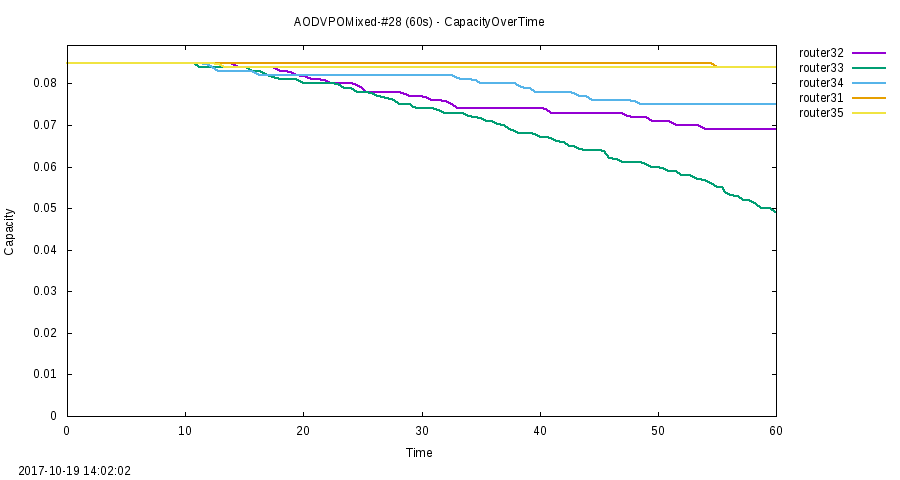 AODVPOMixed-#28 (60s) - CapacityOverTime
router32
router33
router34
router31
router35
0.08
0.07
0.06
0.05
0.04
0.03
0.02
0.01
0
Capacity
0 10 20 30 40 50 60
Time
2017-10-19 14:02:02